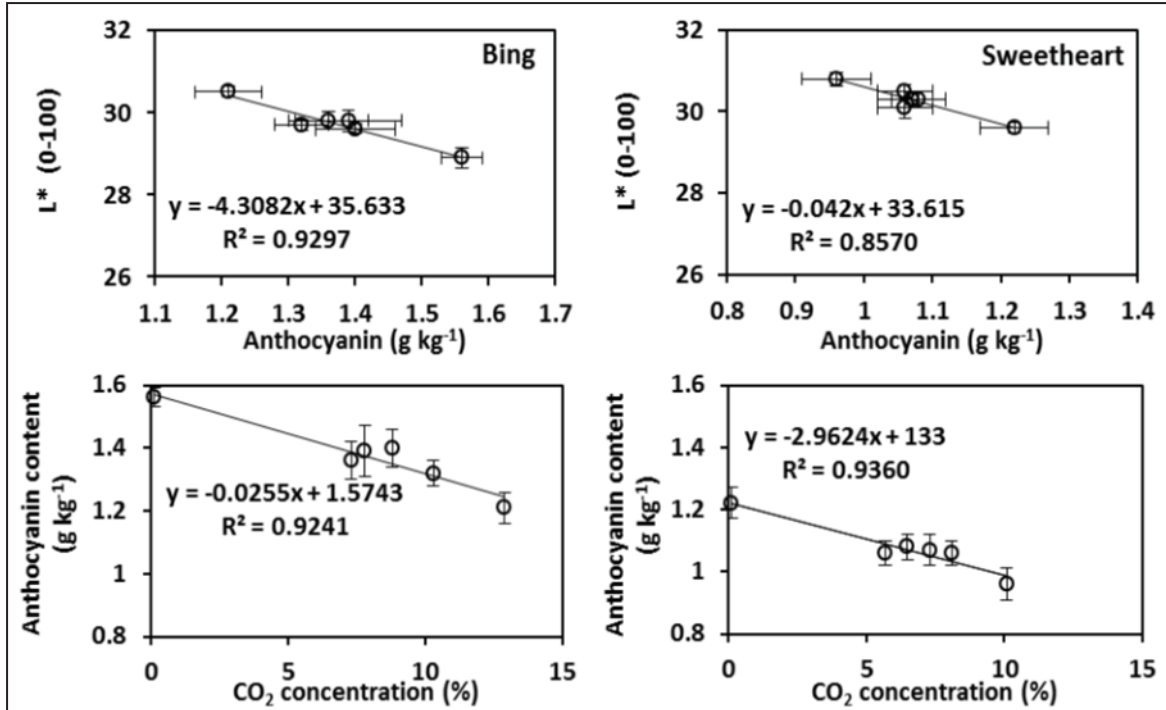 Bing
32
30
28
26
L* (0-100)
y = -4.3082x + 35.633
R² = 0.9297
1.1 1.2 1.3 1.4 1.5 1.6 1.7
Anthocyanin (g kg⁻¹)
Sweetheart
32
30
28
26
L* (0-100)
y = -0.042x + 33.615
R² = 0.8570
0.8 0.9 1 1.1 1.2 1.3 1.4
Anthocyanin (g kg⁻¹)
1.6
1.4
1.2
1
0.8
Anthocyanin content
(g kg⁻¹)
y = -0.0255x + 1.5743
R² = 0.9241
0 5 10 15
CO₂ concentration (%)
1.6
1.4
1.2
1
0.8
Anthocyanin content
(g kg⁻¹)
y = -2.9624x + 133
R² = 0.9360
0 5 10 15
CO₂ concentration (%)